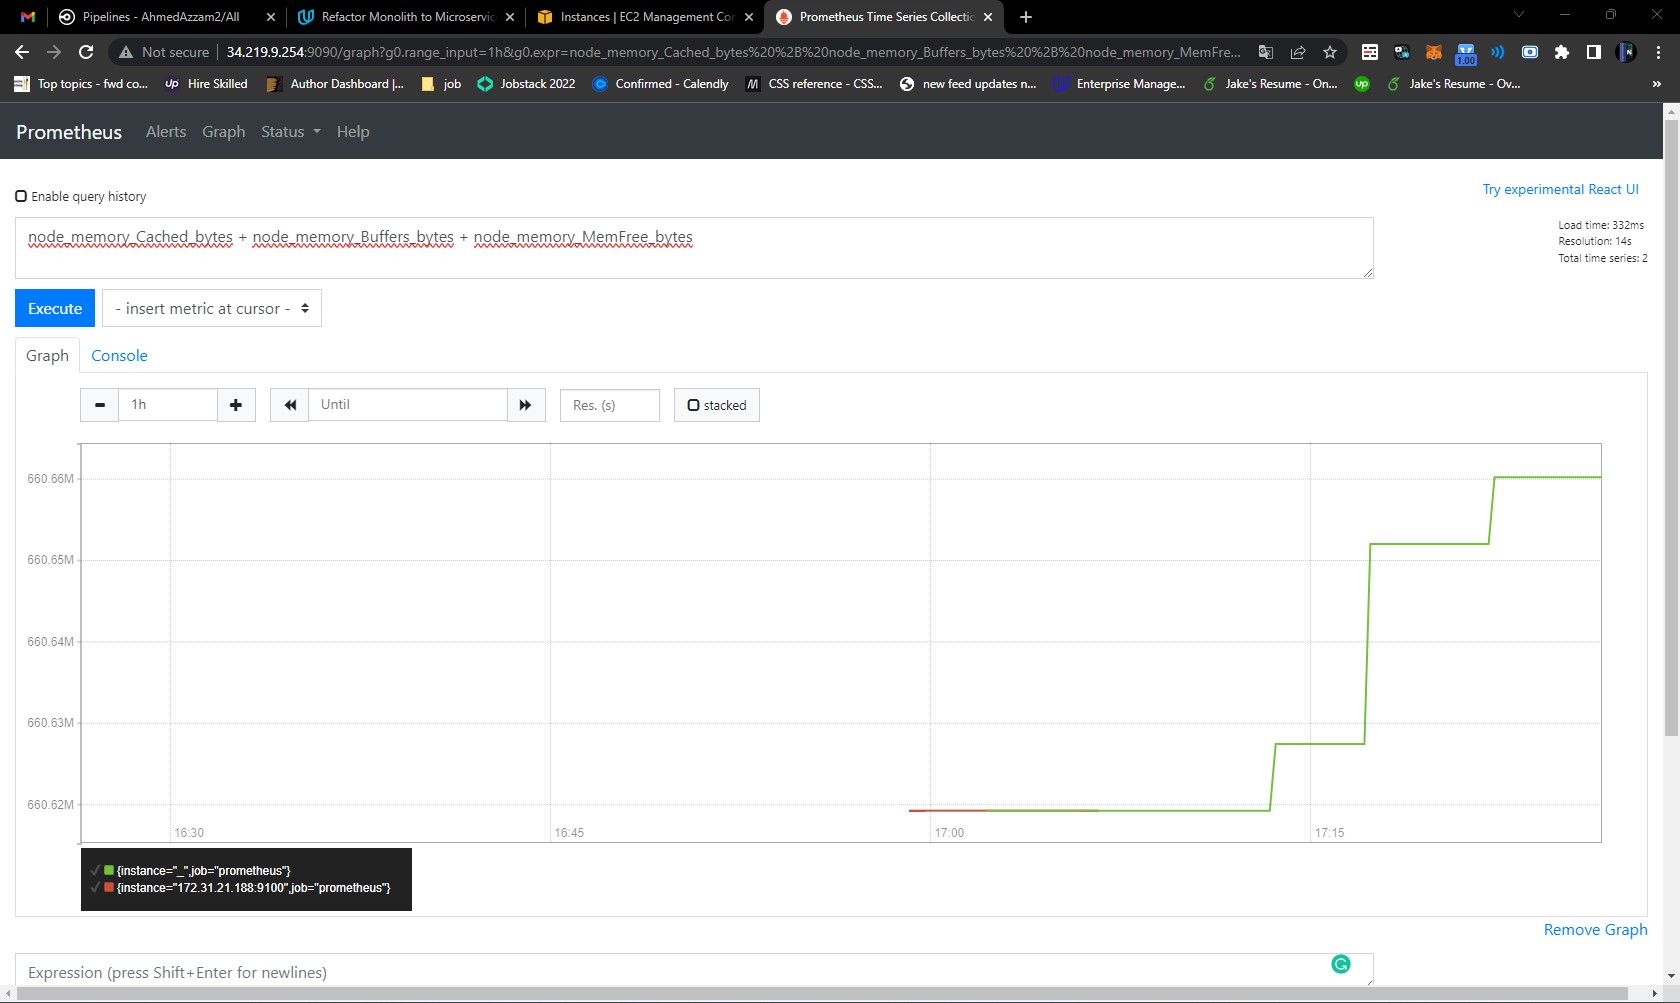 Pipelines - AhmedAzzam2/All
Refactor Monolith to Microservic
Instances | EC2 Management Con
Prometheus Time Series Collectio
Not secure
34.219.9.254:9090/graph?g0.range_input=1h&g0.expr=node_memory_Cached_bytes%20%2B%20node_memory_Buffers_bytes%20%2B%20node_memory_MemFre...
1.00
Top topics - fwd co...
Hire Skilled
Author Dashboard |...
job
Jobstack 2022
Confirmed - Calendly
CSS reference - CSS...
new feed updates n...
Enterprise Manage...
Jake's Resume - On...
up
Jake's Resume - Ov...
»
Prometheus
Alerts
Graph
Status
Help
Enable query history
Try experimental React UI
node_memory_Cached_bytes + node_memory_Buffers_bytes + node_memory_MemFree_bytes
Load time: 332ms
Resolution: 14s
Total time series: 2
Execute
- insert metric at cursor -
Graph
Console
1h
Until
Res. (s)
stacked
660.66M
660.65M
660.64M
660.63M
660.62M
16:30
16:45
17:00
17:15
{instance="_",job="prometheus"}
{instance="172.31.21.188:9100",job="prometheus"}
Remove Graph
Expression (press Shift+Enter for newlines)